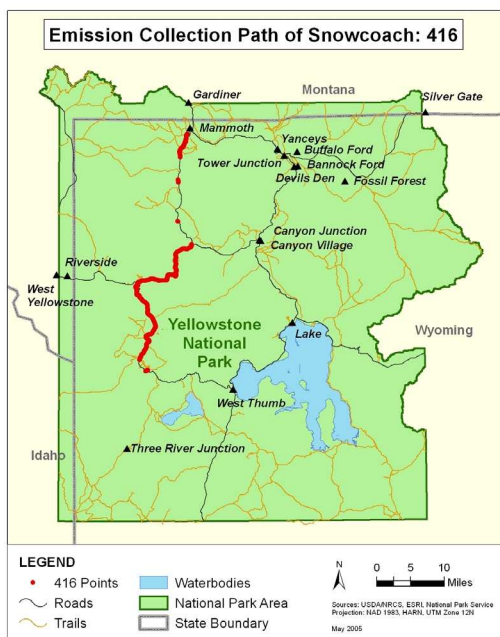 Emission Collection Path of Snowcoach: 416
Gardiner
Montana
Silver Gate
Mammoth
Yanceys
Buffalo Ford
Tower Junction
Bannock Ford
Devils Den
Fossil Forest
Canyon Junction
Canyon Village
Riverside
West
Yellowstone
Yellowstone
National
Park
Lake
Wyoming
West Thumb
Idaho
Three River Junction
LEGEND
416 Points
Roads
Trails
Waterbodies
National Park Area
State Boundary
N
0 5 10
Miles
Sources: USDA/NRCS, ESRI, National Park Service
Projection: NAD 1983, HARN, UTM Zone 12N
May 2005